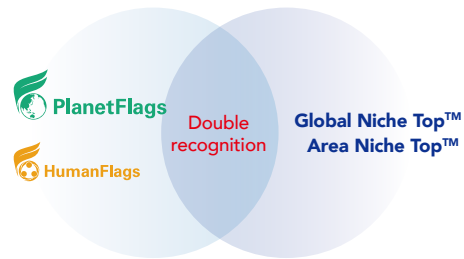 PlanetFlags
HumanFlags
Double
recognition
Global Niche Top™
Area Niche Top™